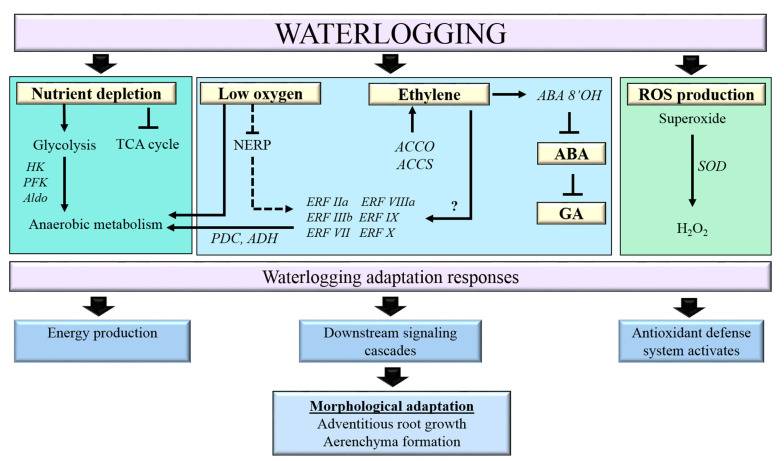 WATERLOGGING
Nutrient depletion
Glycolysis
TCA cycle
HK
PFK
Aldo
Anaerobic metabolism
Low oxygen
NERP
PDC, ADH
Ethylene
ACCO
ACCS
ERF IIa ERF VIIIa
ERF IIIb ERF IX
ERF VII ERF X
?
ABA 8’OH
ABA
GA
ROS production
Superoxide
SOD
H₂O₂
Waterlogging adaptation responses
Energy production
Downstream signaling
cascades
Antioxidant defense
system activates
Morphological adaptation
Adventitious root growth
Aerenchyma formation